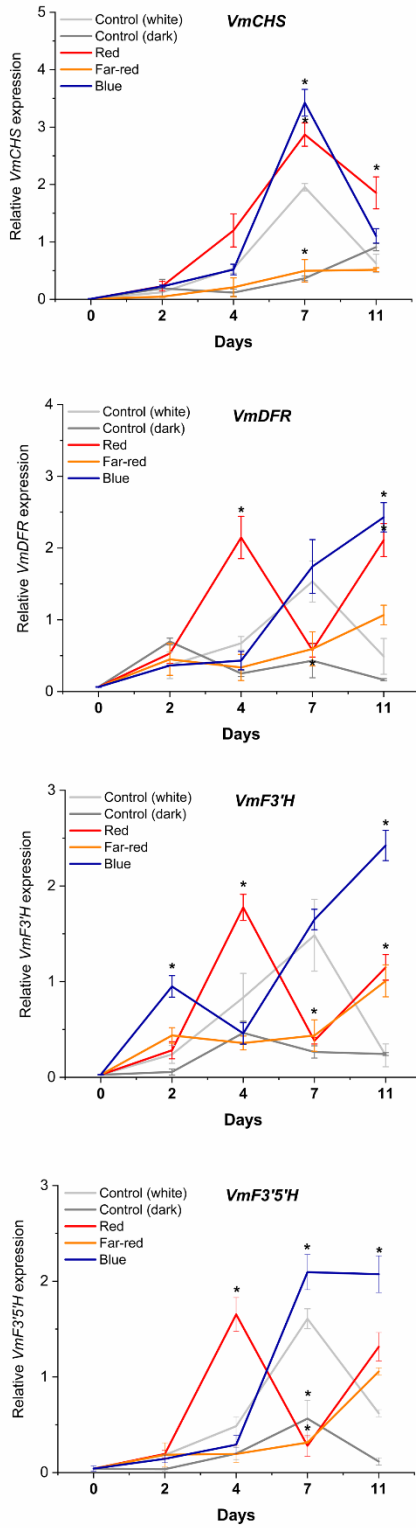 VmCHS
Control (white)
Control (dark)
Red
Far-red
Blue
Relative VmCHS expression
5
4
3
2
1
0
* * * * 
0 2 4 7 11
Days
VmDFR
Control (white)
Control (dark)
Red
Far-red
Blue
Relative VmDFR expression
4
3
2
1
0
* * * *
0 2 4 7 11
Days
VmF3'H
Control (white)
Control (dark)
Red
Far-red
Blue
Relative VmF3'H expression
3
2
1
0
* * * * *
0 2 4 7 11
Days
VmF3'5'H
Control (white)
Control (dark)
Red
Far-red
Blue
Relative VmF3'5'H expression
3
2
1
0
* * * * *
0 2 4 7 11
Days